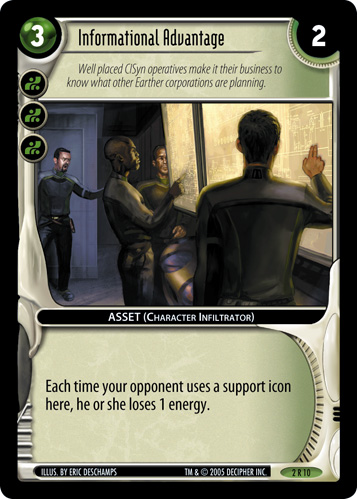 3 Informational Advantage 2
Well placed CISyn operatives make it their business to
know what other Earther corporations are planning.
ASSET (CHARACTER INFILTRATOR)
Each time your opponent uses a support icon
here, he or she loses 1 energy.
ILLUS. BY ERIC DESCHAMPS TM & © 2005 DECIPHER INC. 2 R 10